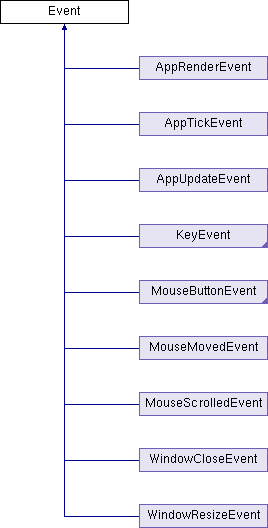 Event
AppRenderEvent
AppTickEvent
AppUpdateEvent
KeyEvent
MouseButtonEvent
MouseMovedEvent
MouseScrolledEvent
WindowCloseEvent
WindowResizeEvent